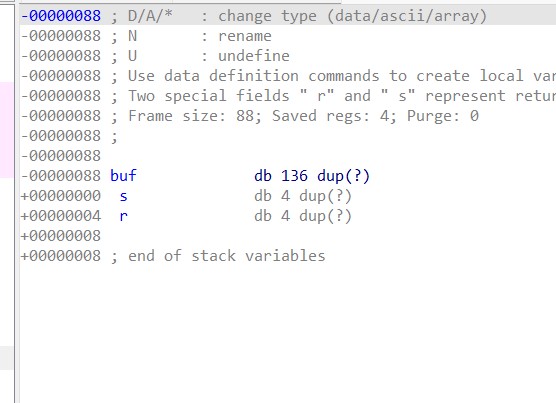 -00000088 ; D/A/*   : change type (data/ascii/array)
-00000088 ; N       : rename
-00000088 ; U       : undefine
-00000088 ; Use data definition commands to create local var
-00000088 ; Two special fields " r" and " s" represent retur
-00000088 ; Frame size: 88; Saved regs: 4; Purge: 0
-00000088 ;
-00000088
-00000088 buf             db 136 dup(?)
+00000000  s              db 4 dup(?)
+00000004  r              db 4 dup(?)
+00000008
+00000008 ; end of stack variables